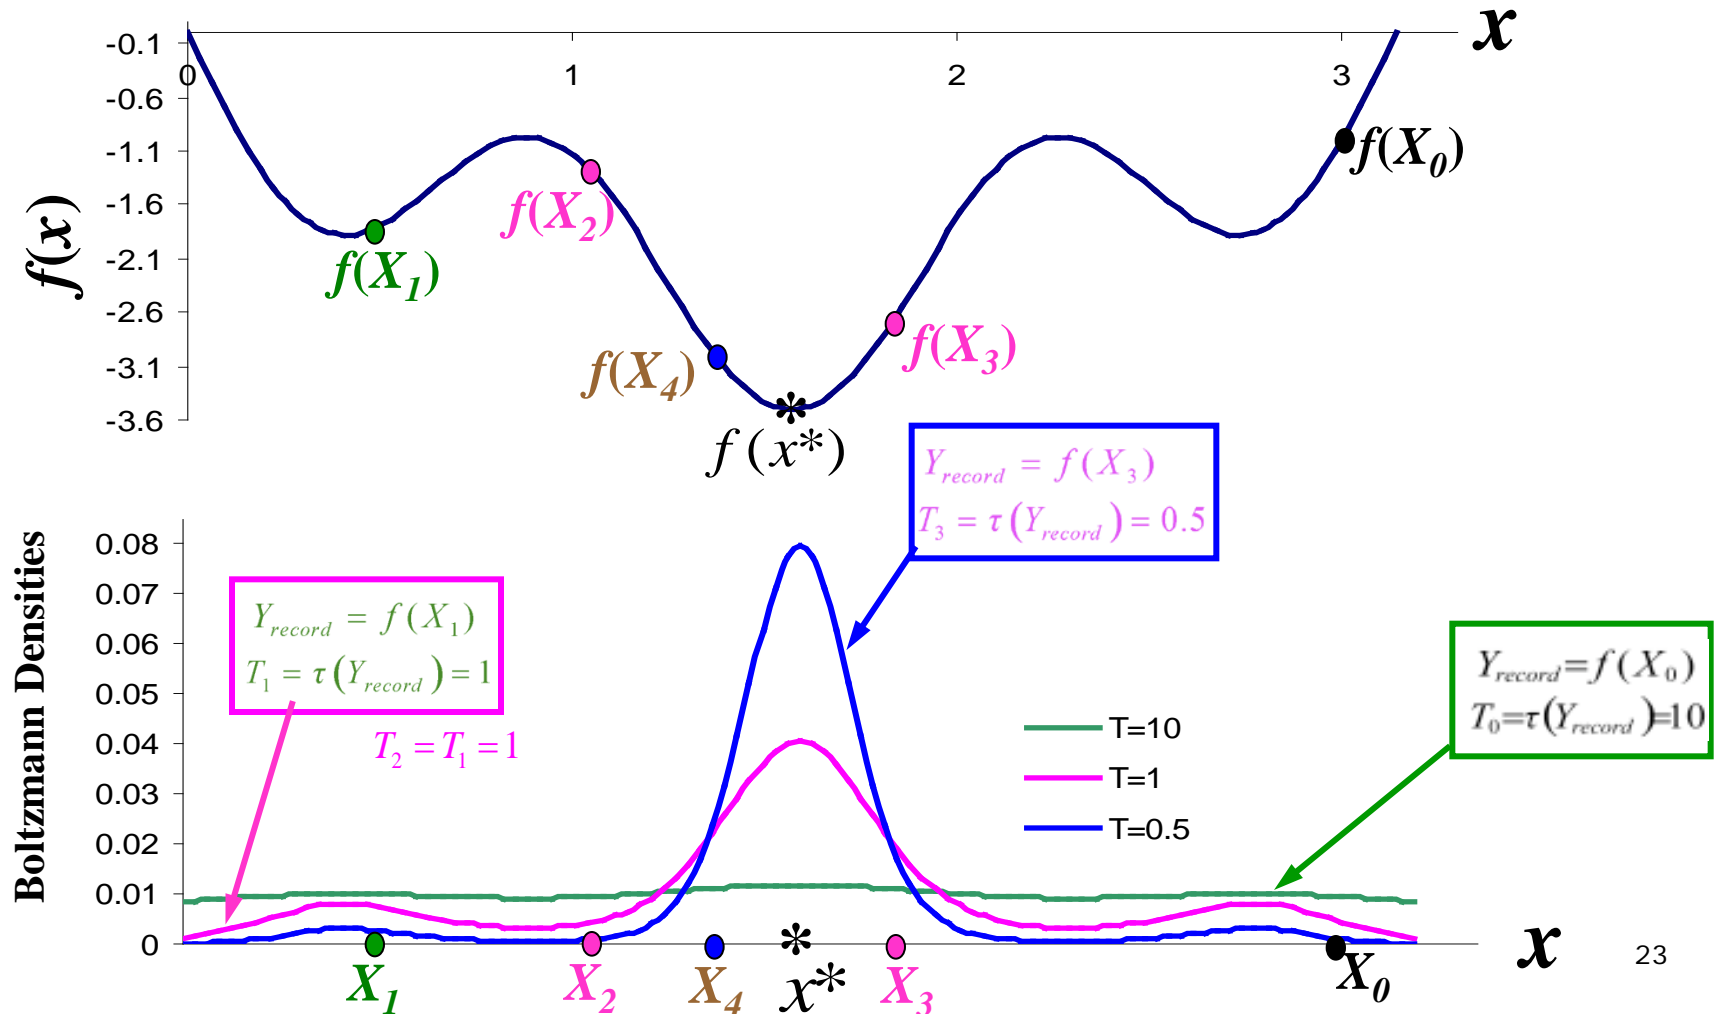 x
-0.1
0
1
2
3
-0.6
-1.1
-1.6
-2.1
-2.6
-3.1
-3.6
f(x)
f(X0)
f(X2)
f(X1)
f(X3)
f(X4)
f(x*)
*
Yrecord = f(X3)
T3 = τ(Yrecord) = 0.5
Boltzmann Densities
0.08
0.07
0.06
0.05
0.04
0.03
0.02
0.01
0
Yrecord = f(X1)
T1 = τ(Yrecord) = 1
T2 = T1 = 1
T=10
T=1
T=0.5
Yrecord=f(X0)
T0=τ(Yrecord)=10
*
X1
X2
X4
x*
X3
X0
x
23